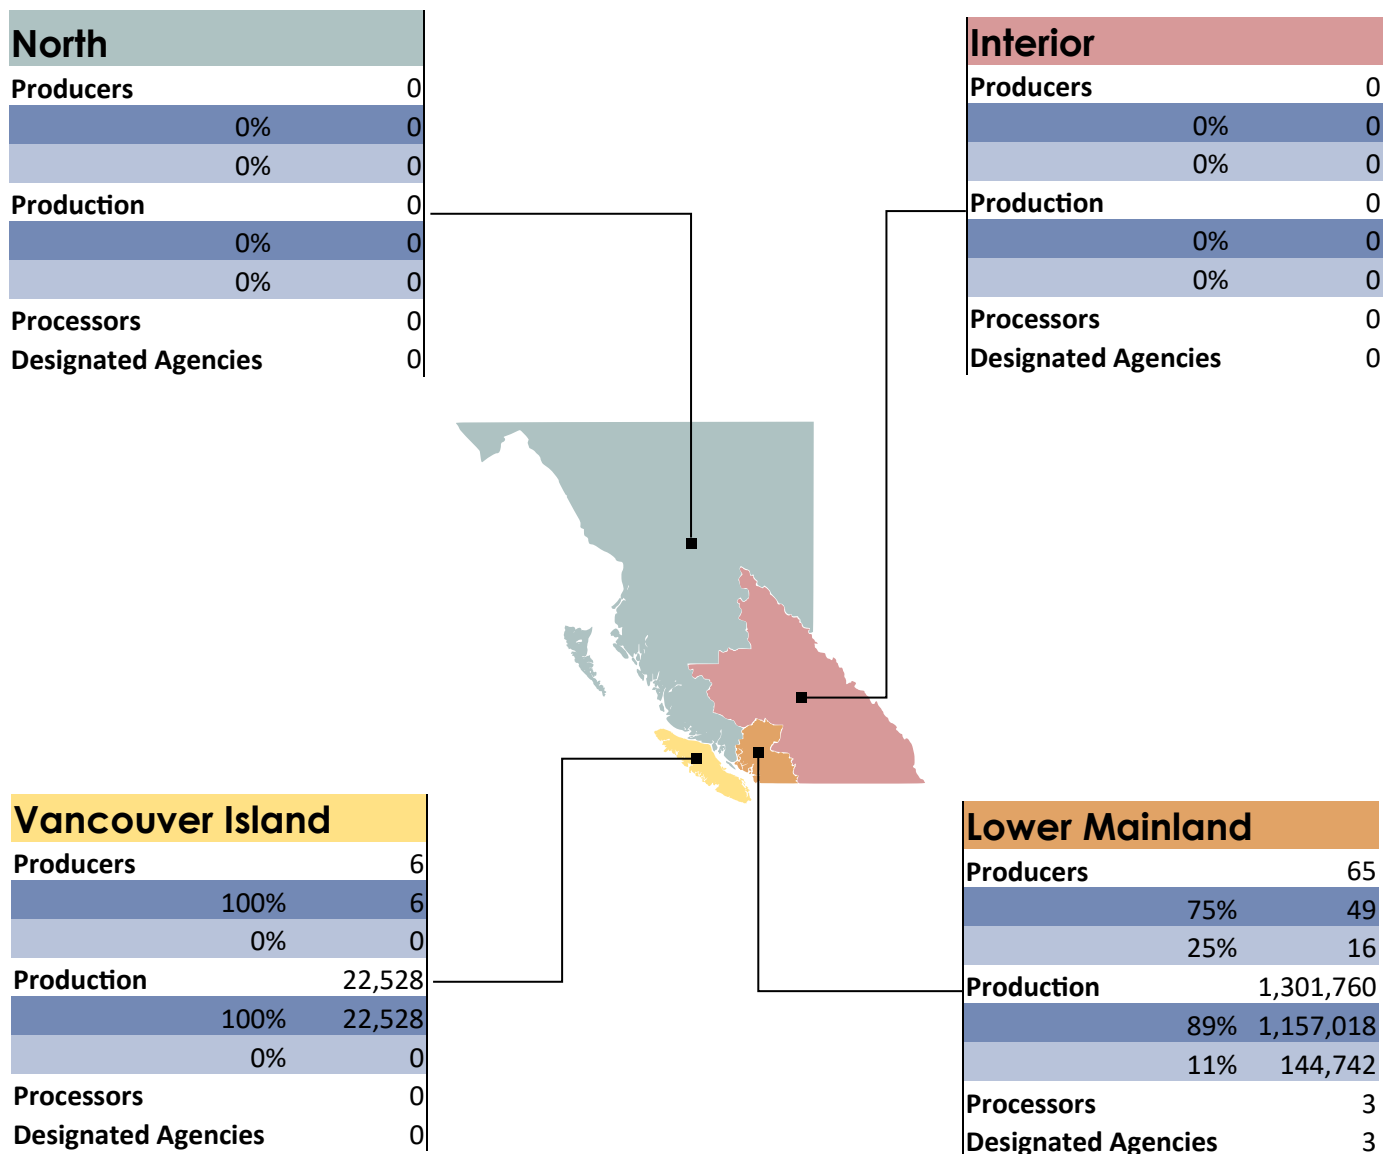 North
Producers 0
0% 0
0% 0
Production 0
0% 0
0% 0
Processors 0
Designated Agencies 0
Interior
Producers 0
0% 0
0% 0
Production 0
0% 0
0% 0
Processors 0
Designated Agencies 0
Vancouver Island
Producers 6
100% 6
0% 0
Production 22,528
100% 22,528
0% 0
Processors 0
Designated Agencies 0
Lower Mainland
Producers 65
75% 49
25% 16
Production 1,301,760
89% 1,157,018
11% 144,742
Processors 3
Designated Agencies 3